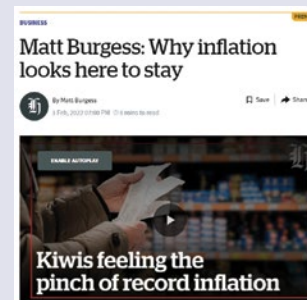 BUSINESS
Matt Burgess: Why inflation
looks here to stay
By Matt Burgess
Save
Share
ENABLE AUTOPLAY
Kiwis feeling the
pinch of record inflation